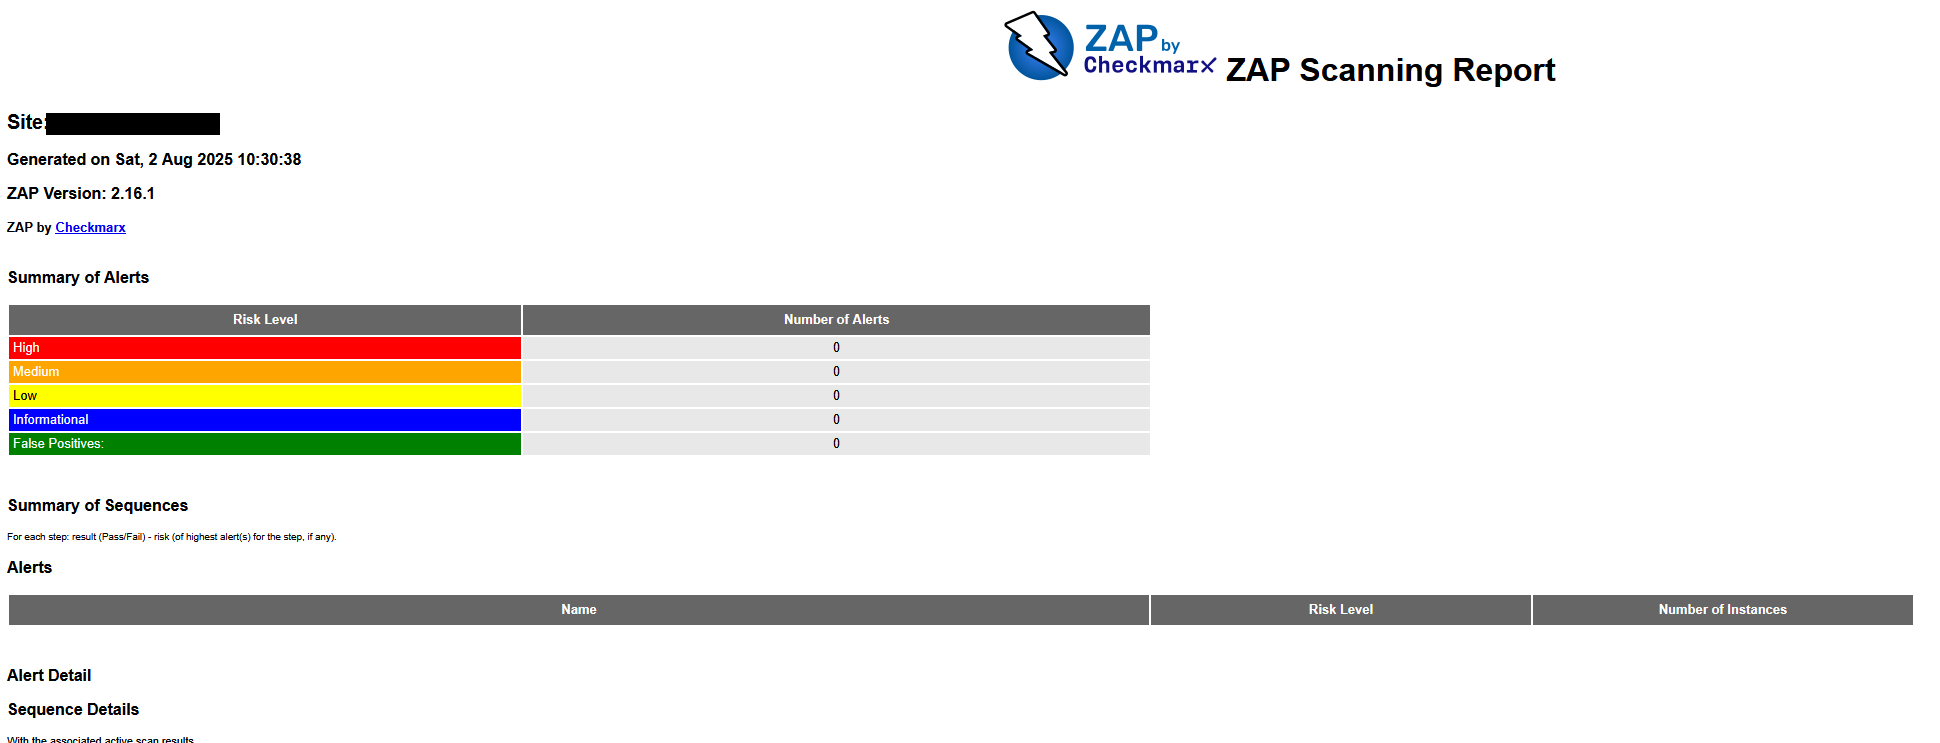 ZAP by
Checkmarx ZAP Scanning Report
Site:
Generated on Sat, 2 Aug 2025 10:30:38
ZAP Version: 2.16.1
ZAP by Checkmarx
Summary of Alerts
Risk Level Number of Alerts
High 0
Medium 0
Low 0
Informational 0
False Positives: 0
Summary of Sequences
For each step: result (Pass/Fail) - risk (of highest alert(s) for the step, if any).
Alerts
Name Risk Level Number of Instances
Alert Detail
Sequence Details
With the associated active scan results